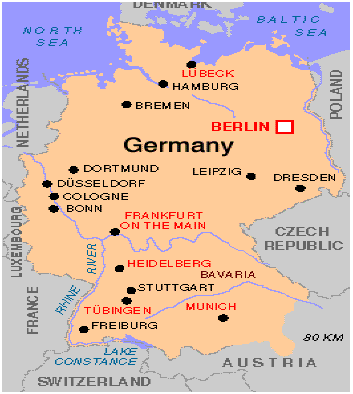 DENMARK
NORTH
SEA
BALTIC
SEA
LÜBECK
HAMBURG
BREMEN
NETHERLANDS
POLAND
BERLIN
Germany
DORTMUND
LEIPZIG
DRESDEN
DÜSSELDORF
COLOGNE
BONN
LUXEMBOURG
FRANKFURT
ON THE MAIN
CZECH
REPUBLIC
RHINE RIVER
HEIDELBERG
BAVARIA
STUTTGART
TÜBINGEN
MUNICH
FRANCE
FREIBURG
80 KM
LAKE
CONSTANCE
AUSTRIA
SWITZERLAND